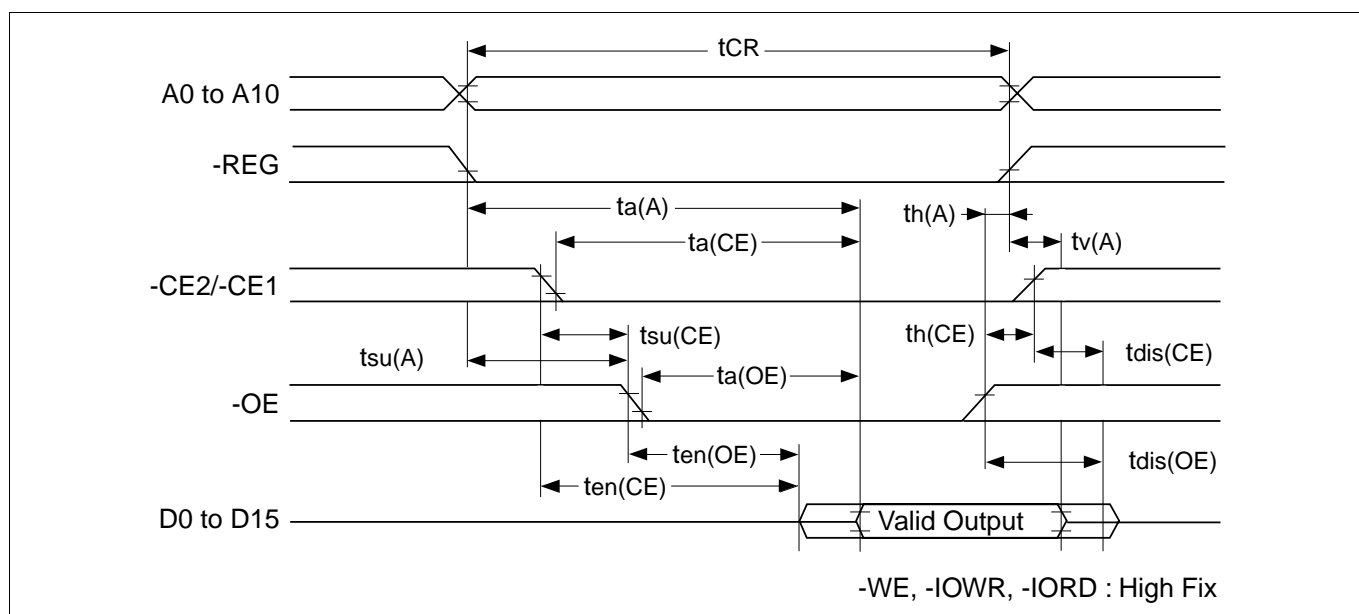 tCR
A0 to A10
-REG
ta(A)
th(A)
ta(CE)
tv(A)
-CE2/-CE1
tsu(CE)
th(CE)
tsu(A)
tdis(CE)
ta(OE)
-OE
ten(OE)
tdis(OE)
ten(CE)
D0 to D15
Valid Output
-WE, -IOWR, -IORD : High Fix